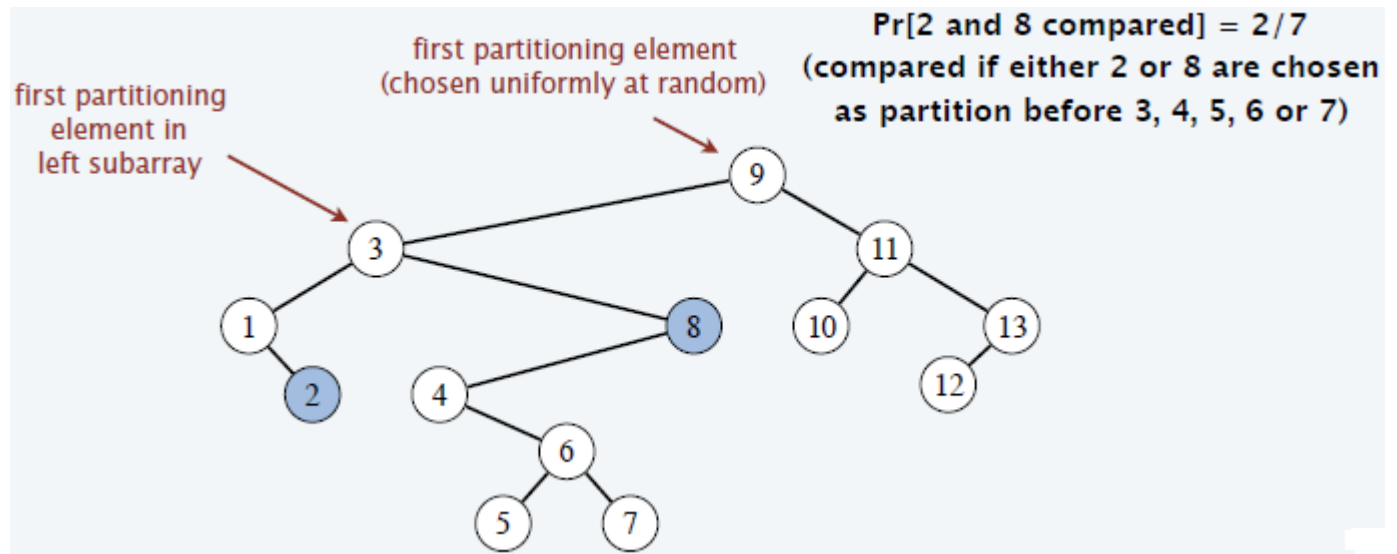 Pr[2 and 8 compared] = 2/7
(compared if either 2 or 8 are chosen
as partition before 3, 4, 5, 6 or 7)
first partitioning element
(chosen uniformly at random)
first partitioning
element in
left subarray
9
3
11
1
8
10
13
2
4
12
6
5
7